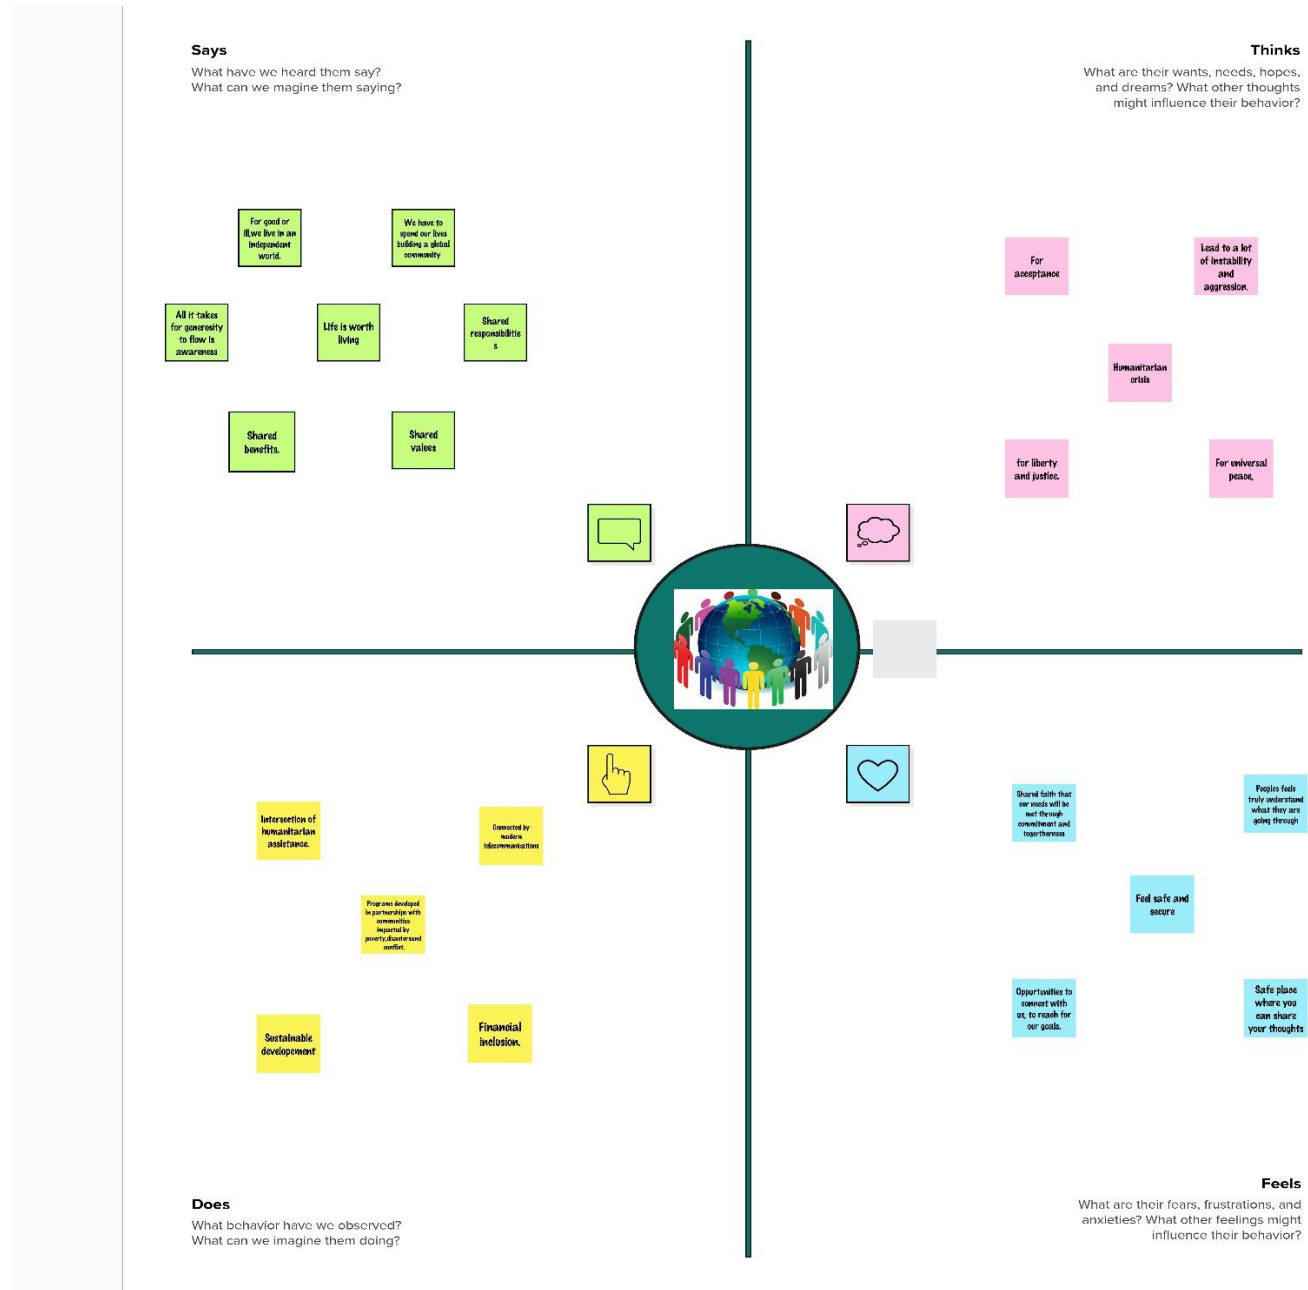 Says
What have we heard them say?
What can we magine them saying?
For good or
ill,we live in an
independent
world.
We have to
spend our lives
building a global
community
All it takes
for generosity
to flow is
awareness
Life is worth
living
Shared
responsibilitie
s
Shared
benefits.
Shared
values
Thinks
What are their wants, needs, hopes,
and dreams? What other thoughts
might influence their behavior?
For
acceptance
Lead to a lot
of instability
and
aggression.
Humanitarian
crisis
for liberty
and justice.
For universal
peace,
Intersection of
humanitarian
assistance.
Connected by
modern
telecommunications
Programs developed
in partnerships with
communities
impacted by
poverty,disastersand
conflict.
Sustainable
developement
Financial
inclusion.
Does
What behavior have we observed?
What can we imagine them doing?
Shared faith that
our needs will be
met through
commitment and
togertherness
Peoples feels
truly understand
what they are
going through
Feel safe and
secure
Oppurtunities to
connect with
us, to reach for
our goals.
Safe place
where you
can share
your thoughts
Feels
What are their fears, frustrations, and
anxieties? What other feelings might
influence their behavior?